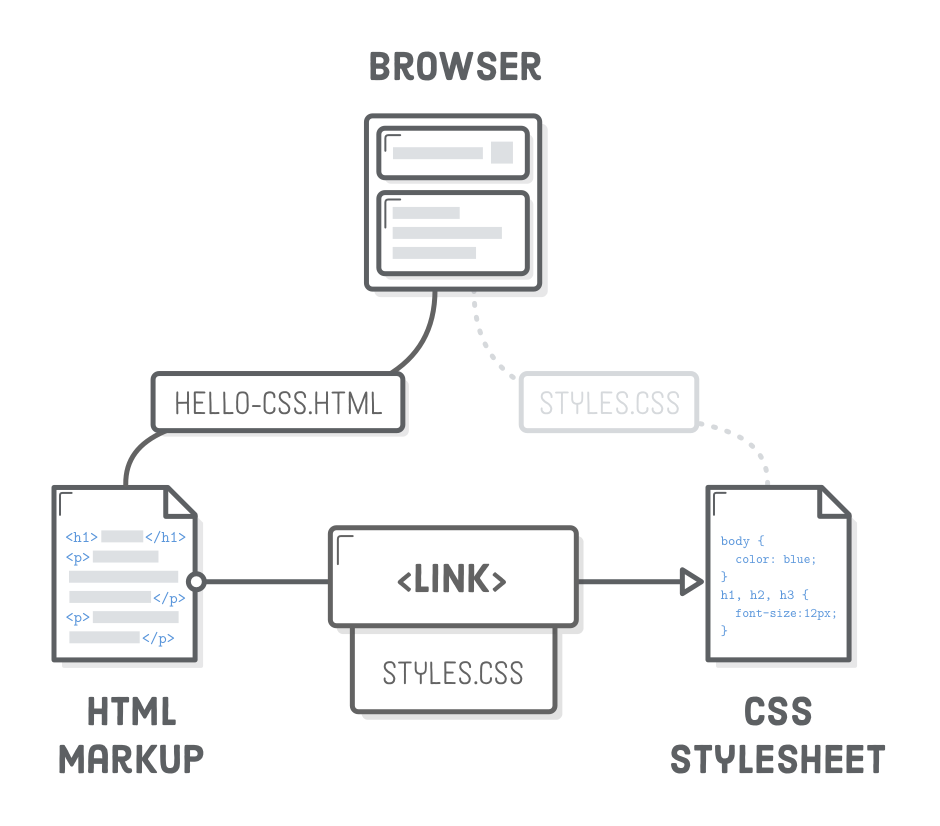 BROWSER
HELLO-CSS.HTML
STYLES.CSS
<h1> </h1>
<p>
</p>
<p>
</p>
<LINK>
STYLES.CSS
body {
color: blue;
}
h1, h2, h3 {
font-size:12px;
}
HTML
MARKUP
CSS
STYLESHEET